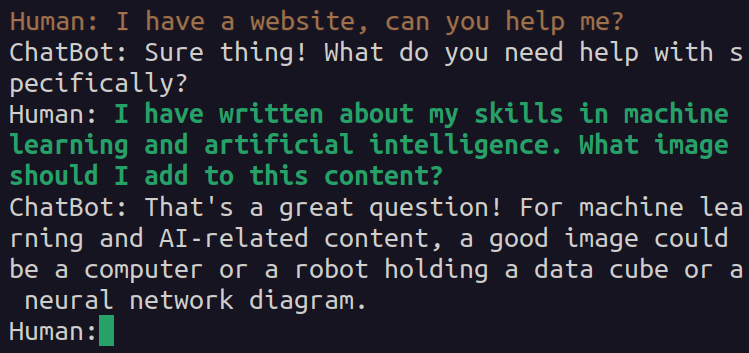 Human: I have a website, can you help me?
ChatBot: Sure thing! What do you need help with s
pecifically?
Human: I have written about my skills in machine
learning and artificial intelligence. What image
should I add to this content?
ChatBot: That's a great question! For machine lea
rning and AI-related content, a good image could
be a computer or a robot holding a data cube or a
 neural network diagram.
Human: